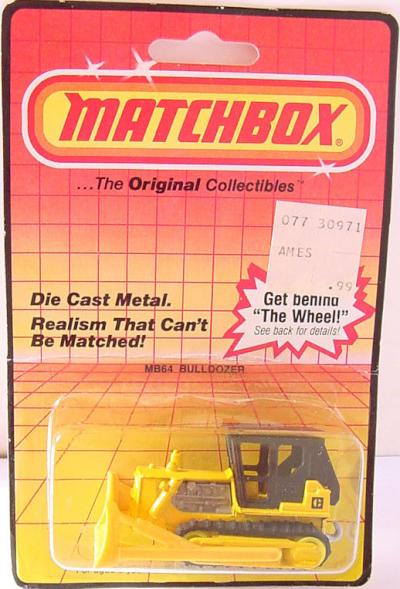 MATCHBOX®
...The Original Collectibles™
077 30971
AMES
.99
Get behind
"The Wheel!"
See back for details!
Die Cast Metal.
Realism That Can't
Be Matched!
MB64 BULLDOZER
C